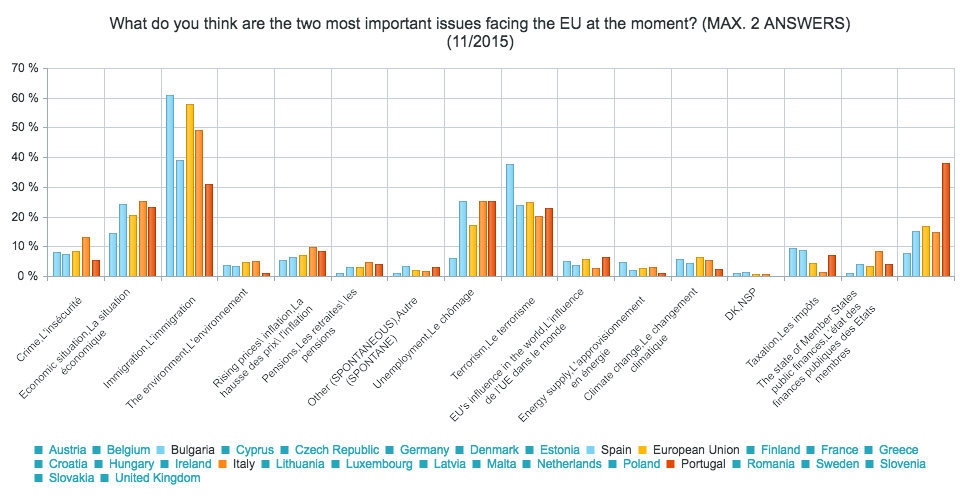 What do you think are the two most important issues facing the EU at the moment? (MAX. 2 ANSWERS)
(11/2015)
70 %
60 %
50 %
40 %
30 %
20 %
10 %
0 %
Crime,L'insécurité
Economic situation,La situation
économique
Immigration,L'immigration
The environment,L'environnement
Rising prices\ inflation,La
hausse des prix\ l'inflation
Pensions,Les retraites\ les
pensions
Other (SPONTANEOUS),Autre
(SPONTANE)
Unemployment,Le chômage
Terrorism,Le terrorisme
EU's influence in the world,L'influence
de l'UE dans le monde
Energy supply,L'approvisionnement
en énergie
Climate change,Le changement
climatique
DK,NSP
Taxation,Les impôts
The state of Member States
public finances,L'état des
finances publiques des Etats
membres
Austria Belgium Bulgaria Cyprus Czech Republic Germany Denmark Estonia Spain European Union Finland France Greece
Croatia Hungary Ireland Italy Lithuania Luxembourg Latvia Malta Netherlands Poland Portugal Romania Sweden Slovenia
Slovakia United Kingdom